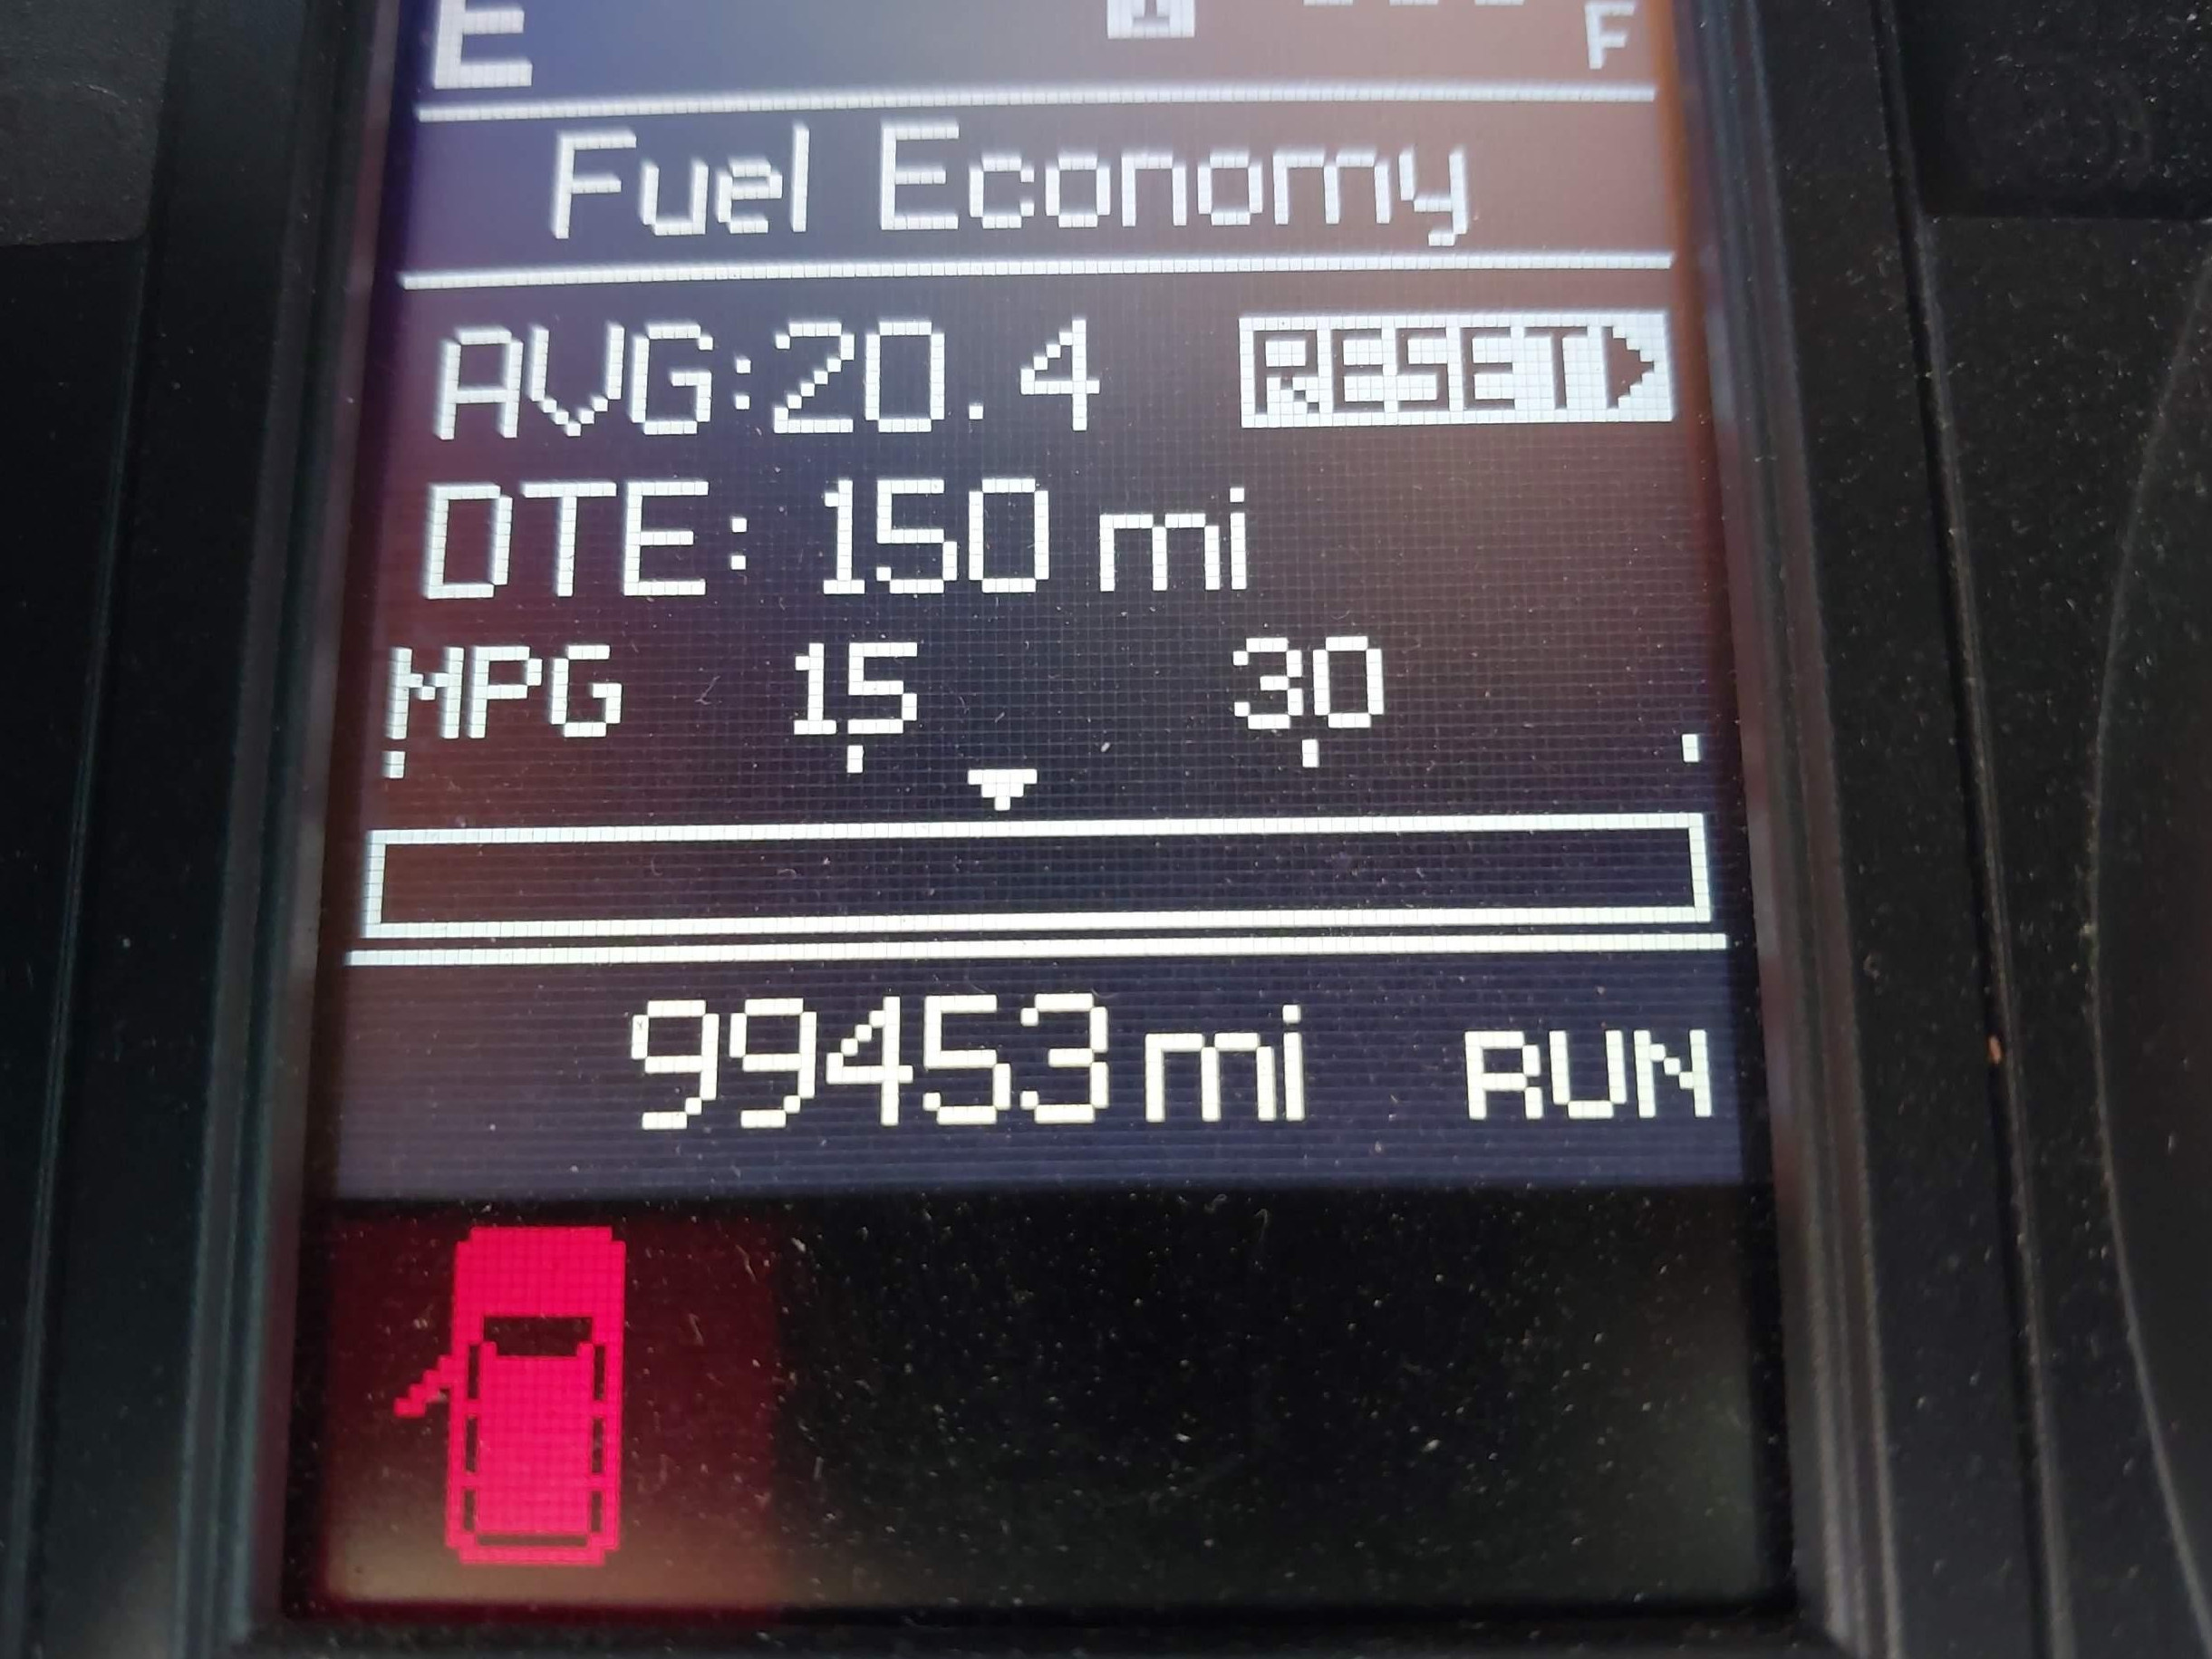 E F
Fuel Economy
AVG:20.4 RESET
DTE: 150 mi
MPG 15 30
99453 mi RUN